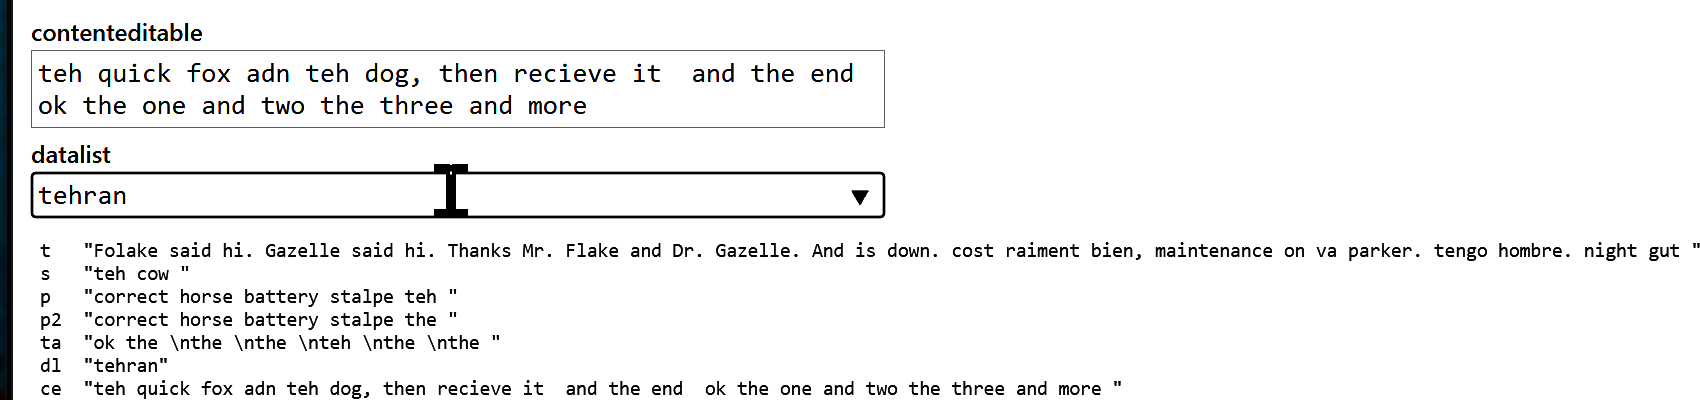 contenteditable
teh quick fox adn teh dog, then recieve it  and the end
ok the one and two the three and more
datalist
tehran
t "Folake said hi. Gazelle said hi. Thanks Mr. Flake and Dr. Gazelle. And is down. cost raiment bien, maintenance on va parker. tengo hombre. night gut "
s "teh cow "
p "correct horse battery stalpe teh "
p2 "correct horse battery stalpe the "
ta "ok the \nthe \nthe \nteh \nthe \nthe "
dl "tehran"
ce "teh quick fox adn teh dog, then recieve it  and the end  ok the one and two the three and more "